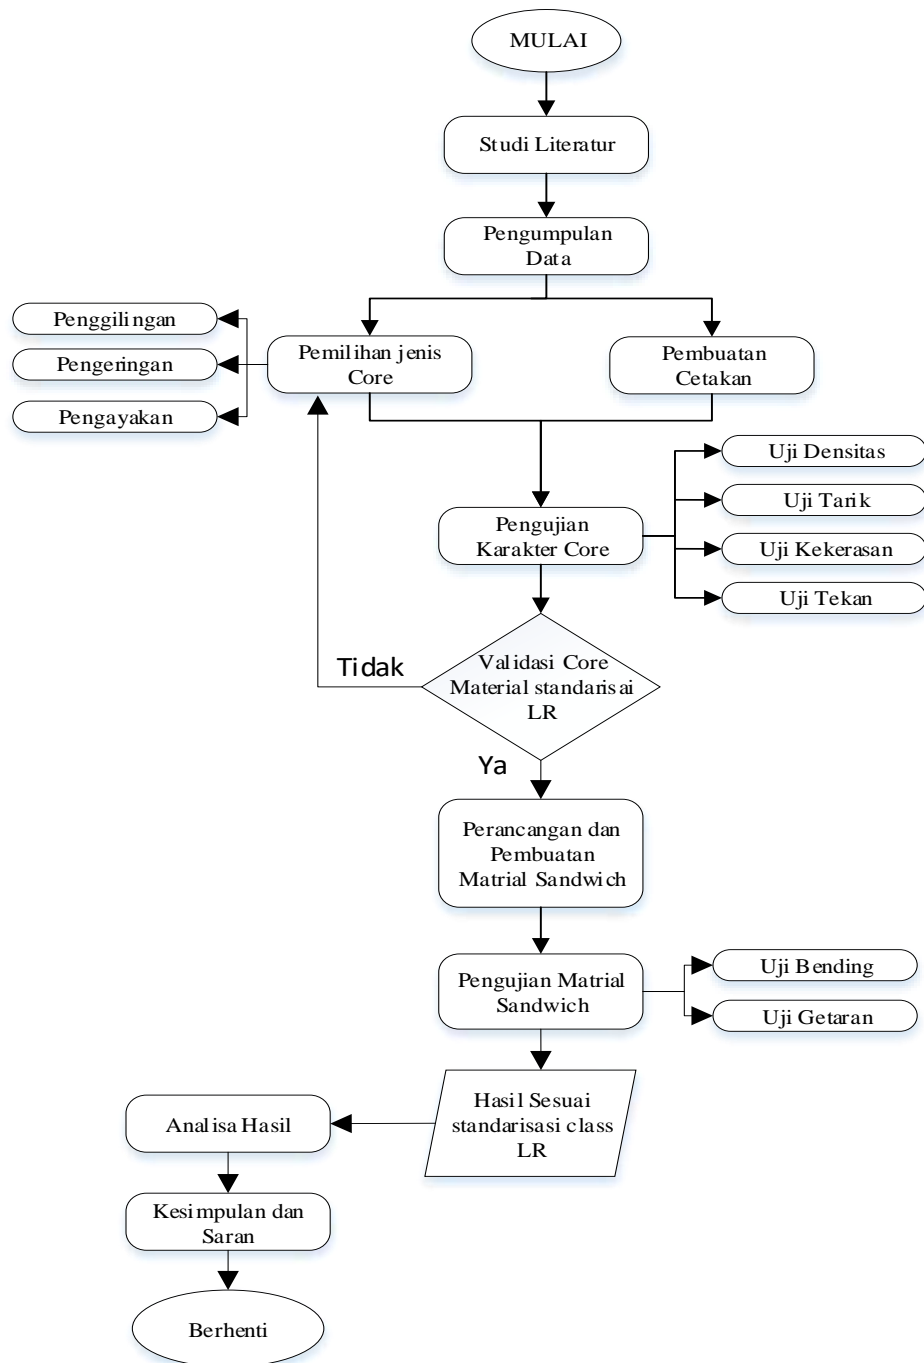 MULAI
Studi Literatur
Pengumpulan
Data
Penggilingan
Pengeringan
Pengayakan
Pemilihan jenis
Core
Pembuatan
Cetakan
Uji Densitas
Uji Tarik
Uji Kekerasan
Uji Tekan
Pengujian
Karakter Core
Tidak
Validasi Core
Material standarisai
LR
Ya
Perancangan dan
Pembuatan
Matrial Sandwich
Pengujian Matrial
Sandwich
Uji Bending
Uji Getaran
Hasil Sesuai
standarisasi class
LR
Analisa Hasil
Kesimpulan dan
Saran
Berhenti